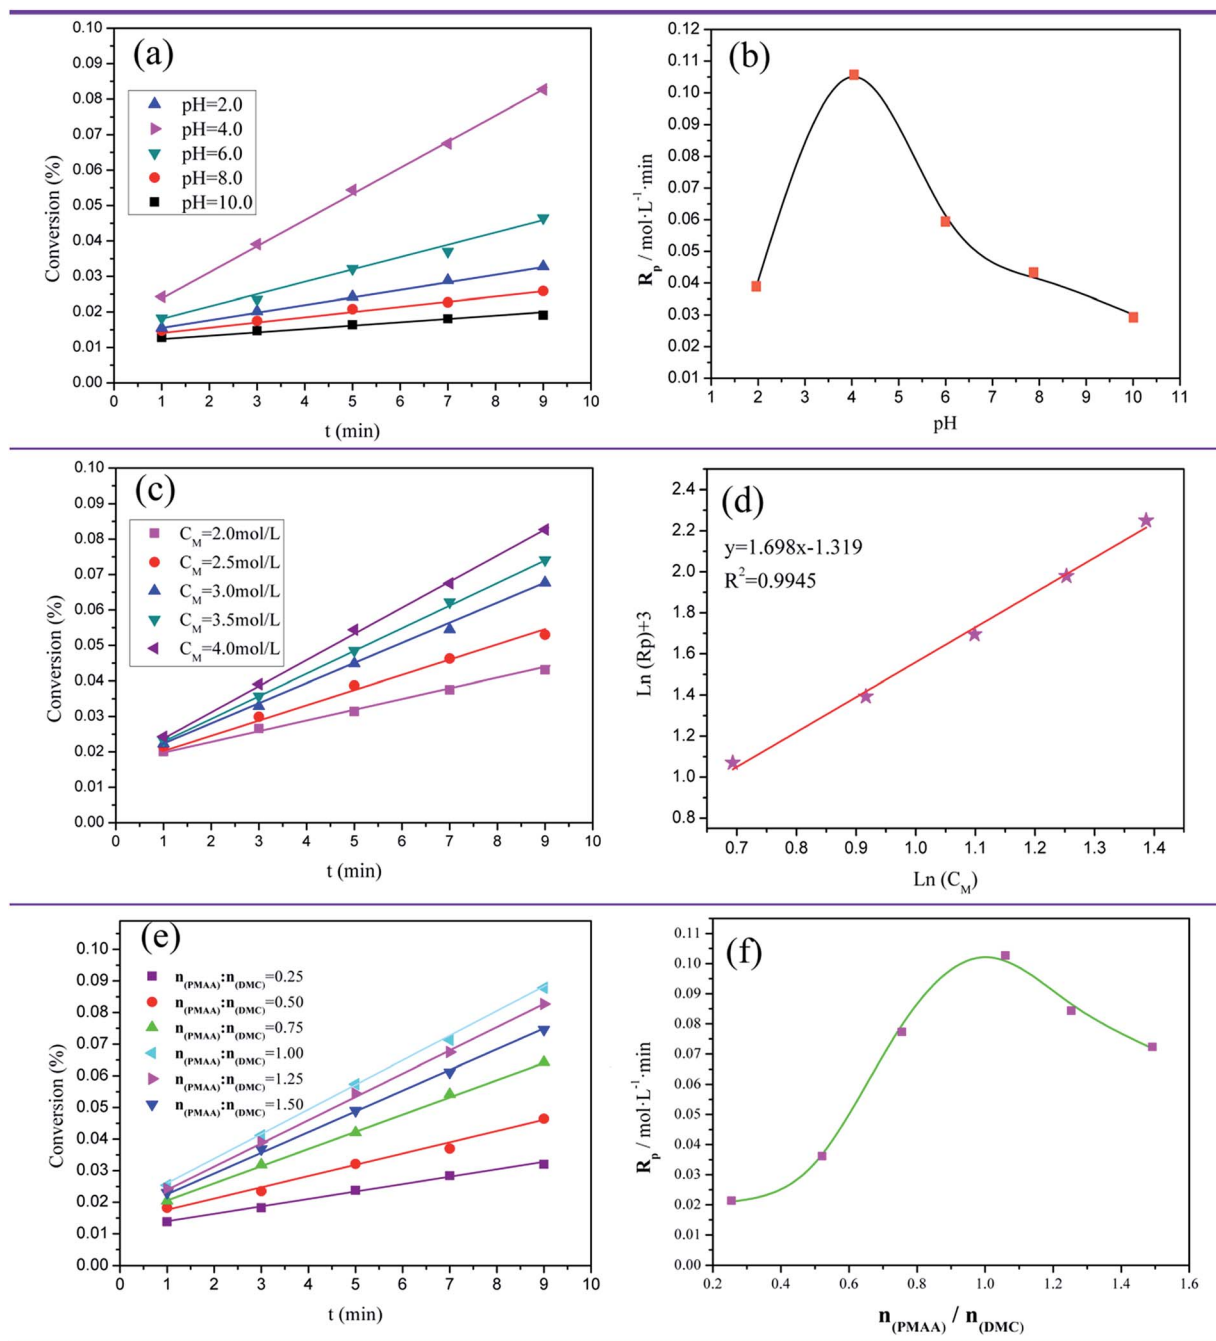 (a)
pH=2.0
pH=4.0
pH=6.0
pH=8.0
pH=10.0
Conversion (%)
0.10
0.09
0.08
0.07
0.06
0.05
0.04
0.03
0.02
0.01
0.00
0 1 2 3 4 5 6 7 8 9 10
t (min)
(b)
Rp / mol·L-1·min
0.12
0.11
0.10
0.09
0.08
0.07
0.06
0.05
0.04
0.03
0.02
0.01
1 2 3 4 5 6 7 8 9 10 11
pH
(c)
CM=2.0mol/L
CM=2.5mol/L
CM=3.0mol/L
CM=3.5mol/L
CM=4.0mol/L
Conversion (%)
0.10
0.09
0.08
0.07
0.06
0.05
0.04
0.03
0.02
0.01
0.00
0 1 2 3 4 5 6 7 8 9 10
t (min)
(d)
y=1.698x-1.319
R2=0.9945
Ln (Rp)+3
2.4
2.2
2.0
1.8
1.6
1.4
1.2
1.0
0.8
0.7 0.8 0.9 1.0 1.1 1.2 1.3 1.4
Ln (CM)
(e)
n(PMAA):n(DMC)=0.25
n(PMAA):n(DMC)=0.50
n(PMAA):n(DMC)=0.75
n(PMAA):n(DMC)=1.00
n(PMAA):n(DMC)=1.25
n(PMAA):n(DMC)=1.50
Conversion (%)
0.10
0.09
0.08
0.07
0.06
0.05
0.04
0.03
0.02
0.01
0.00
0 1 2 3 4 5 6 7 8 9 10
t (min)
(f)
Rp / mol·L-1·min
0.11
0.10
0.09
0.08
0.07
0.06
0.05
0.04
0.03
0.02
0.01
0.00
0.2 0.4 0.6 0.8 1.0 1.2 1.4 1.6
n(PMAA) / n(DMC)